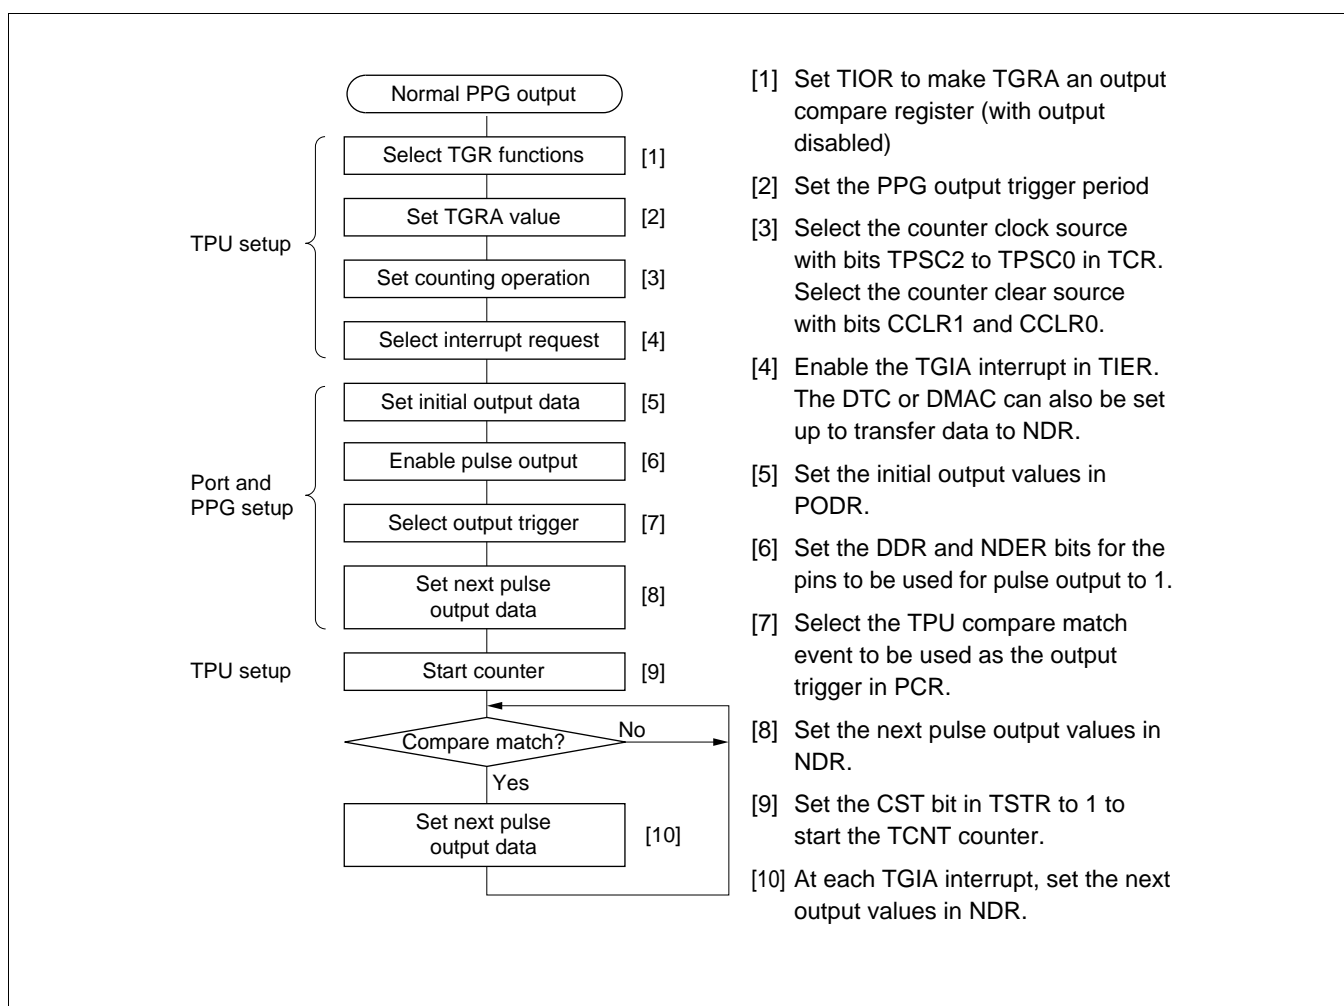 Normal PPG output
Select TGR functions [1]
Set TGRA value [2]
TPU setup
Set counting operation [3]
Select interrupt request [4]
Set initial output data [5]
Enable pulse output [6]
Port and
PPG setup
Select output trigger [7]
Set next pulse
output data [8]
TPU setup
Start counter [9]
Compare match?
No
Yes
Set next pulse
output data [10]
[1] Set TIOR to make TGRA an output
compare register (with output
disabled)
[2] Set the PPG output trigger period
[3] Select the counter clock source
with bits TPSC2 to TPSC0 in TCR.
Select the counter clear source
with bits CCLR1 and CCLR0.
[4] Enable the TGIA interrupt in TIER.
The DTC or DMAC can also be set
up to transfer data to NDR.
[5] Set the initial output values in
PODR.
[6] Set the DDR and NDER bits for the
pins to be used for pulse output to 1.
[7] Select the TPU compare match
event to be used as the output
trigger in PCR.
[8] Set the next pulse output values in
NDR.
[9] Set the CST bit in TSTR to 1 to
start the TCNT counter.
[10] At each TGIA interrupt, set the next
output values in NDR.